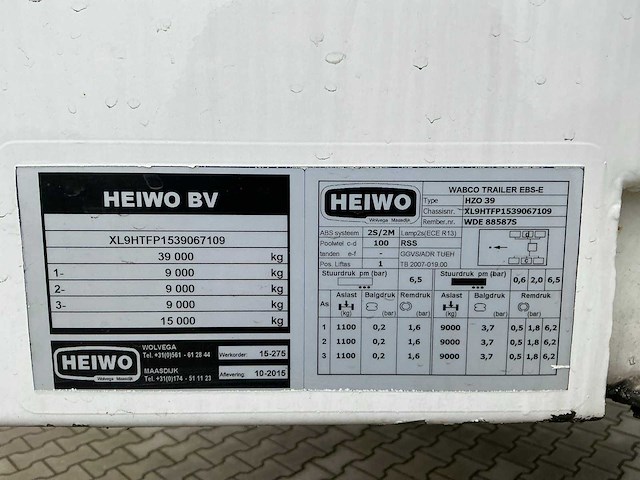 HEIWO BV
XL9HTFP1539067109
39 000 kg
1- 9 000 kg
2- 9 000 kg
3- 9 000 kg
15 000 kg
HEIWO
Wolvega Maasdijk
WOLVEGA
Tel. +31(0)561 - 61 28 44
MAASDIJK
Tel. +31(0)174 - 51 11 23
Werkorder: 15-275
Aflevering 10-2015
HEIWO
Wolvega Maasdijk
WABCO TRAILER EBS-E
Type HZO 39
Chassisnr. XL9HTFP1539067109
Rember.nr. WDE 88587S
ABS systeem 2S/2M Lamp2s(ECE R13)
Poolwiel c-d 100 RSS
tanden e-f - GGVS/ADR TUEH
Pos. Liftas 1 TB 2007-019.00
d
Stuurdruk pm (bar) 6,5 Stuurdruk pm (bar) 0,6 2,0 6,5
As Aslast Balgdruk Remdruk Aslast Balgdruk Remdruk
(kg) (bar) (kg) (bar)
1 1100 0,2 1,6 9000 3,7 0,5 1,8 6,2
2 1100 0,2 1,6 9000 3,7 0,5 1,8 6,2
3 1100 0,2 1,6 9000 3,7 0,5 1,8 6,2